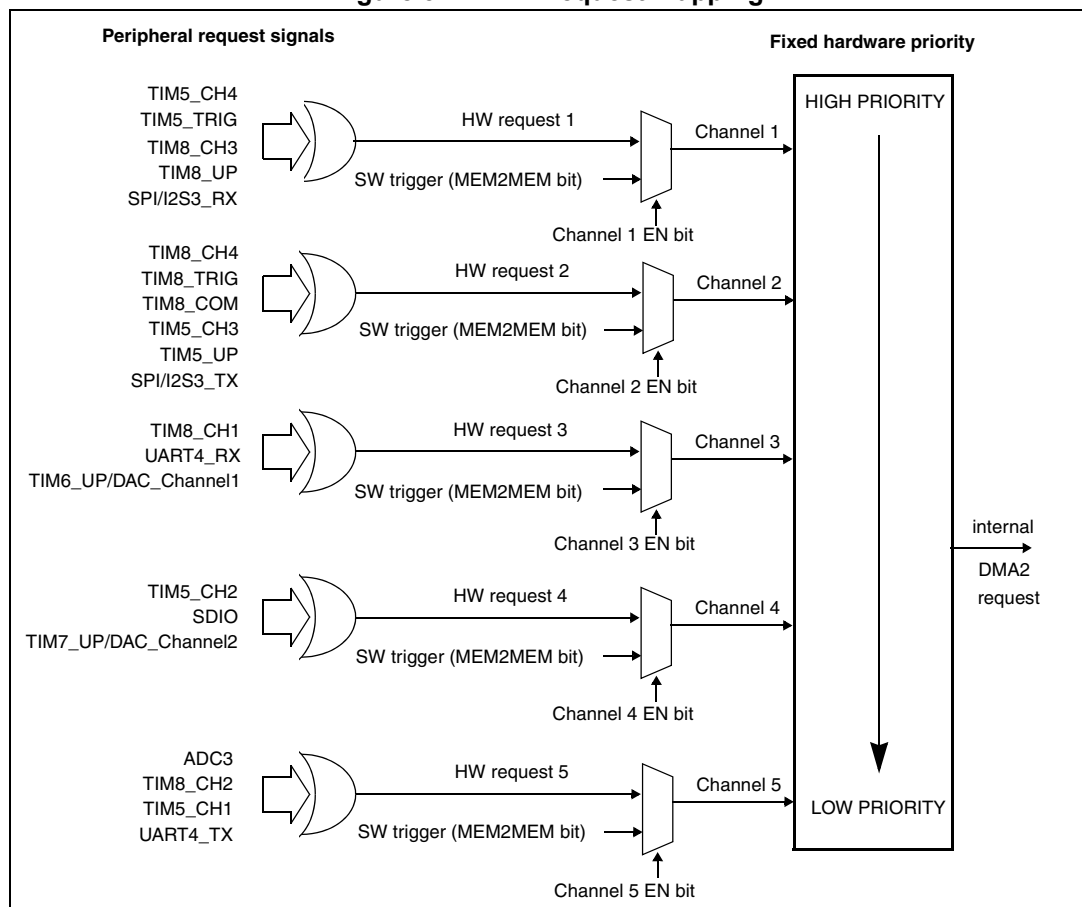 Peripheral request signals
Fixed hardware priority
TIM5_CH4
TIM5_TRIG
TIM8_CH3
TIM8_UP
SPI/I2S3_RX
HW request 1
SW trigger (MEM2MEM bit)
Channel 1
Channel 1 EN bit
HIGH PRIORITY
TIM8_CH4
TIM8_TRIG
TIM8_COM
TIM5_CH3
TIM5_UP
SPI/I2S3_TX
HW request 2
SW trigger (MEM2MEM bit)
Channel 2
Channel 2 EN bit
TIM8_CH1
UART4_RX
TIM6_UP/DAC_Channel1
HW request 3
SW trigger (MEM2MEM bit)
Channel 3
Channel 3 EN bit
internal
DMA2
request
TIM5_CH2
SDIO
TIM7_UP/DAC_Channel2
HW request 4
SW trigger (MEM2MEM bit)
Channel 4
Channel 4 EN bit
ADC3
TIM8_CH2
TIM5_CH1
UART4_TX
HW request 5
SW trigger (MEM2MEM bit)
Channel 5
Channel 5 EN bit
LOW PRIORITY